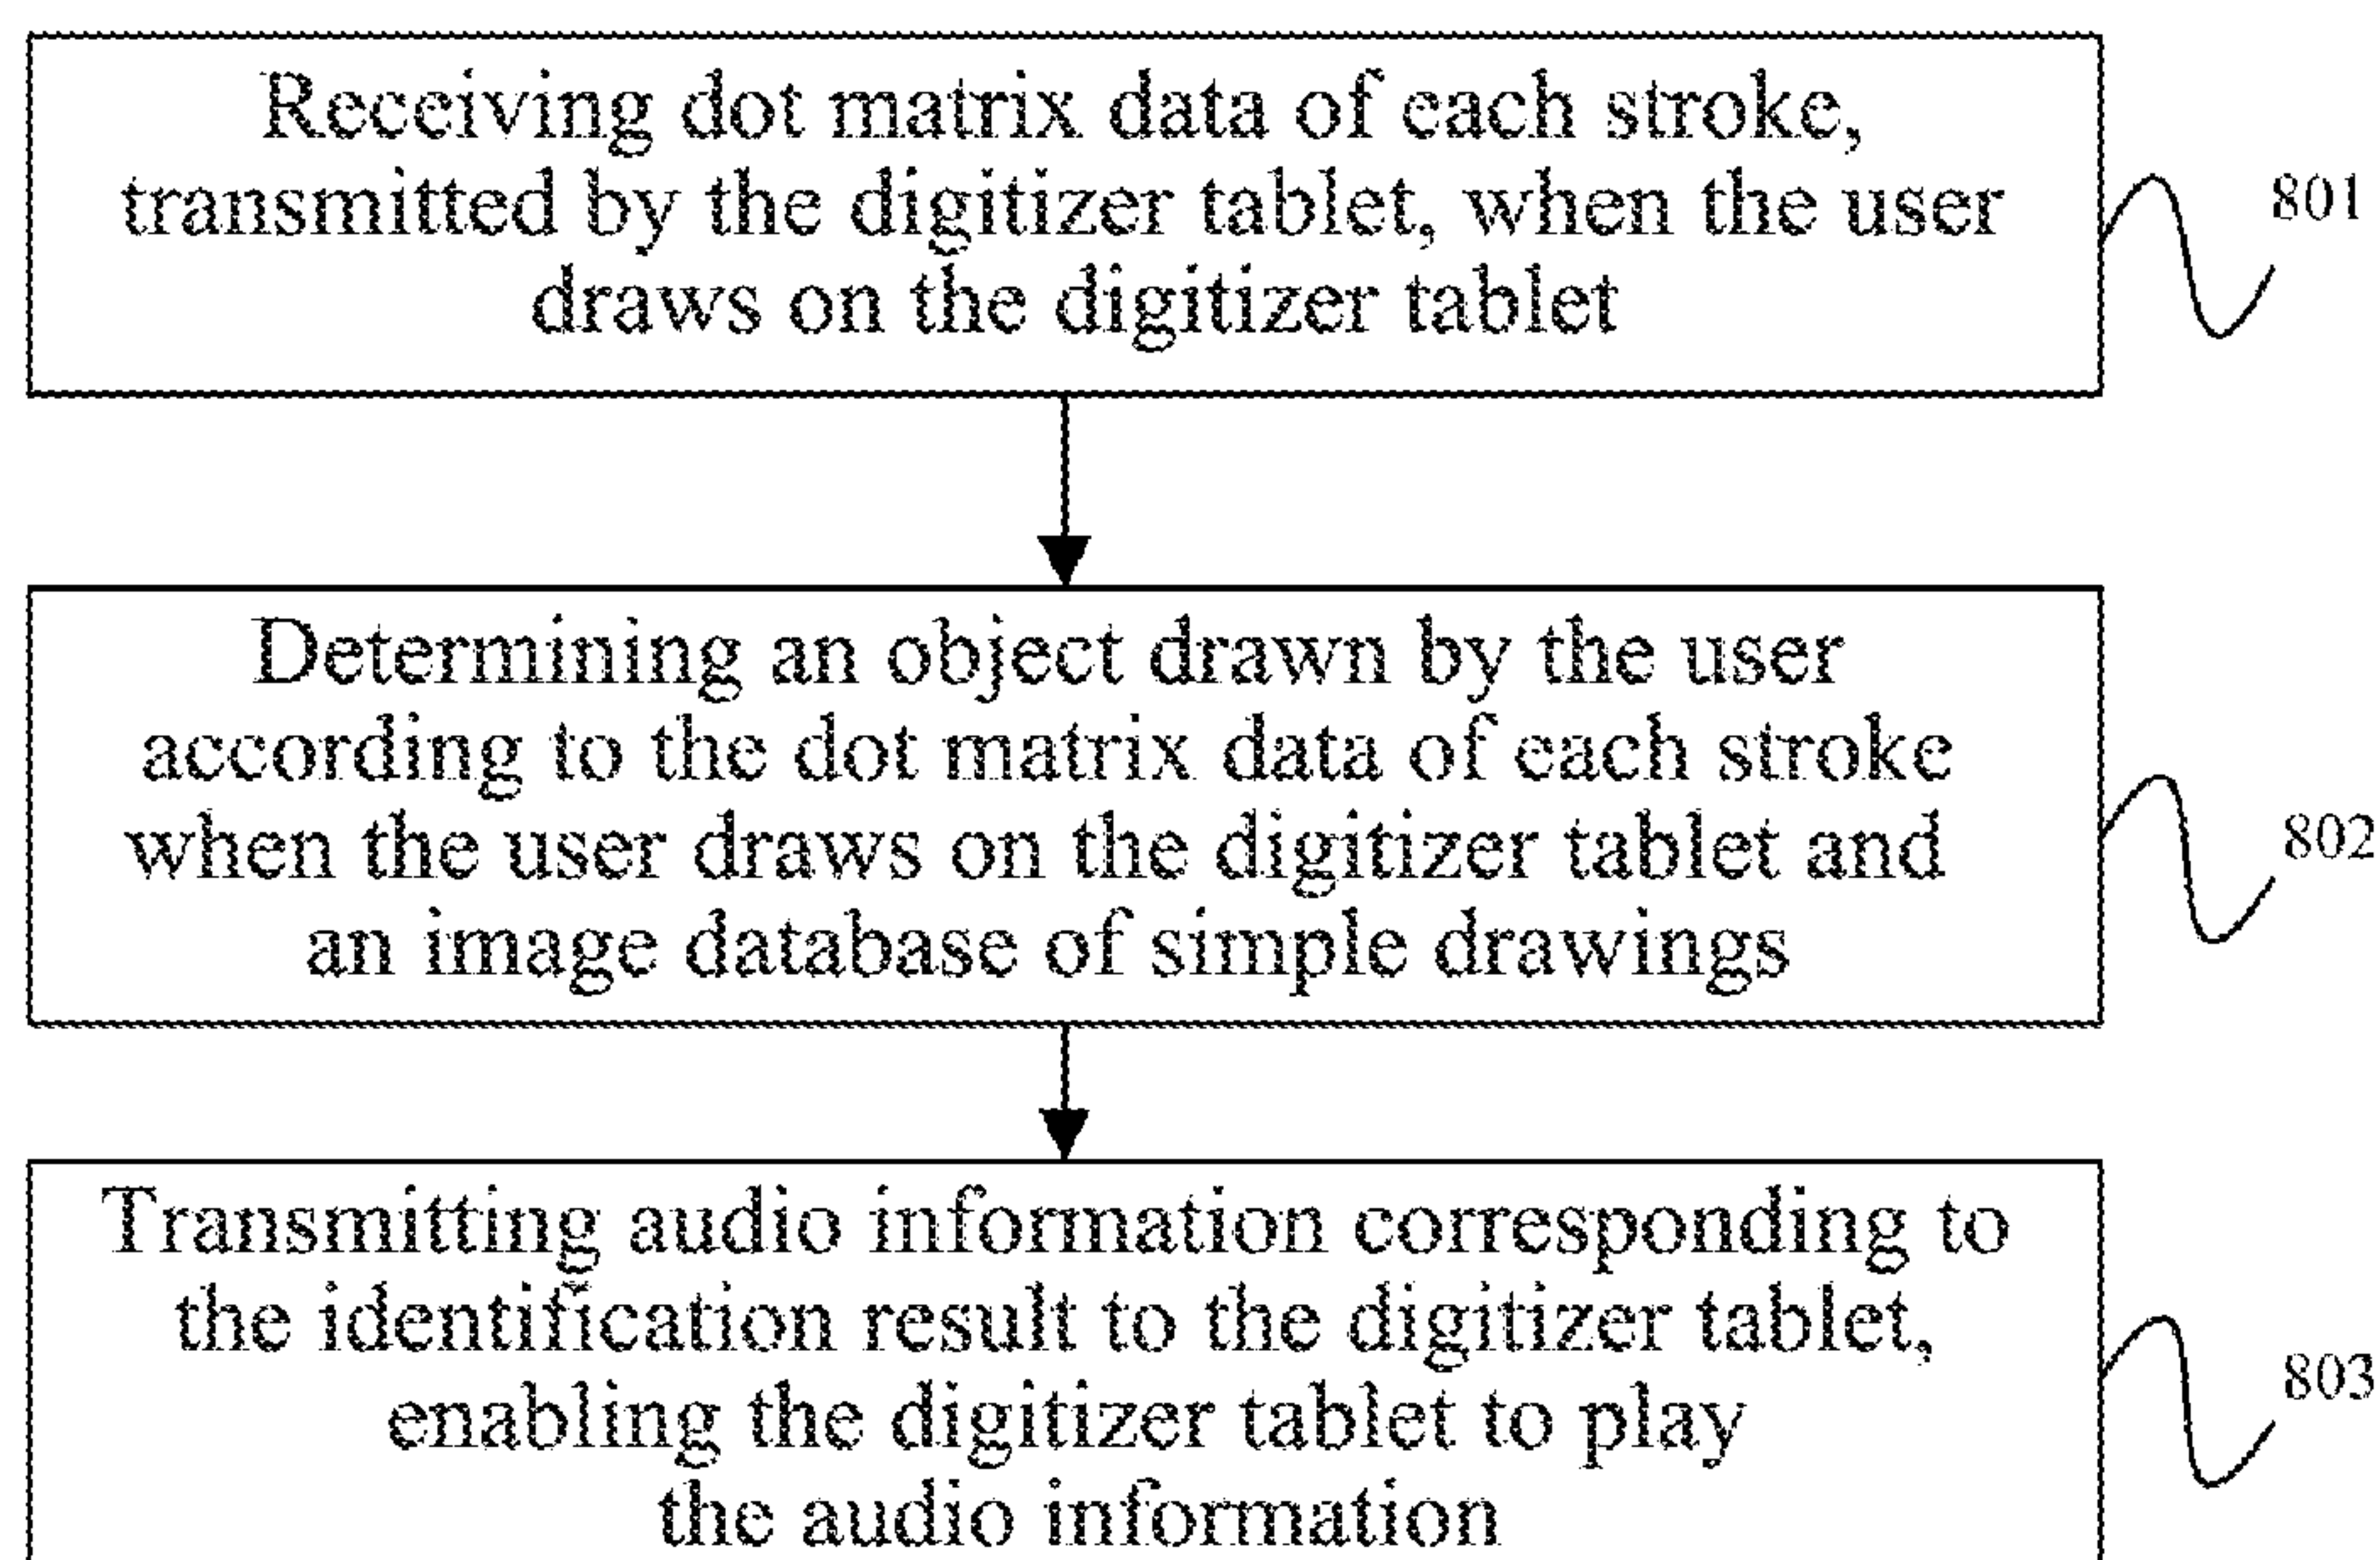 Receiving dot matrix data of each stroke,
transmitted by the digitizer tablet, when the user
draws on the digitizer tablet
801
Determining an object drawn by the user
according to the dot matrix data of each stroke
when the user draws on the digitizer tablet and
an image database of simple drawings
802
Transmitting audio information corresponding to
the identification result to the digitizer tablet,
enabling the digitizer tablet to play
the audio information
803